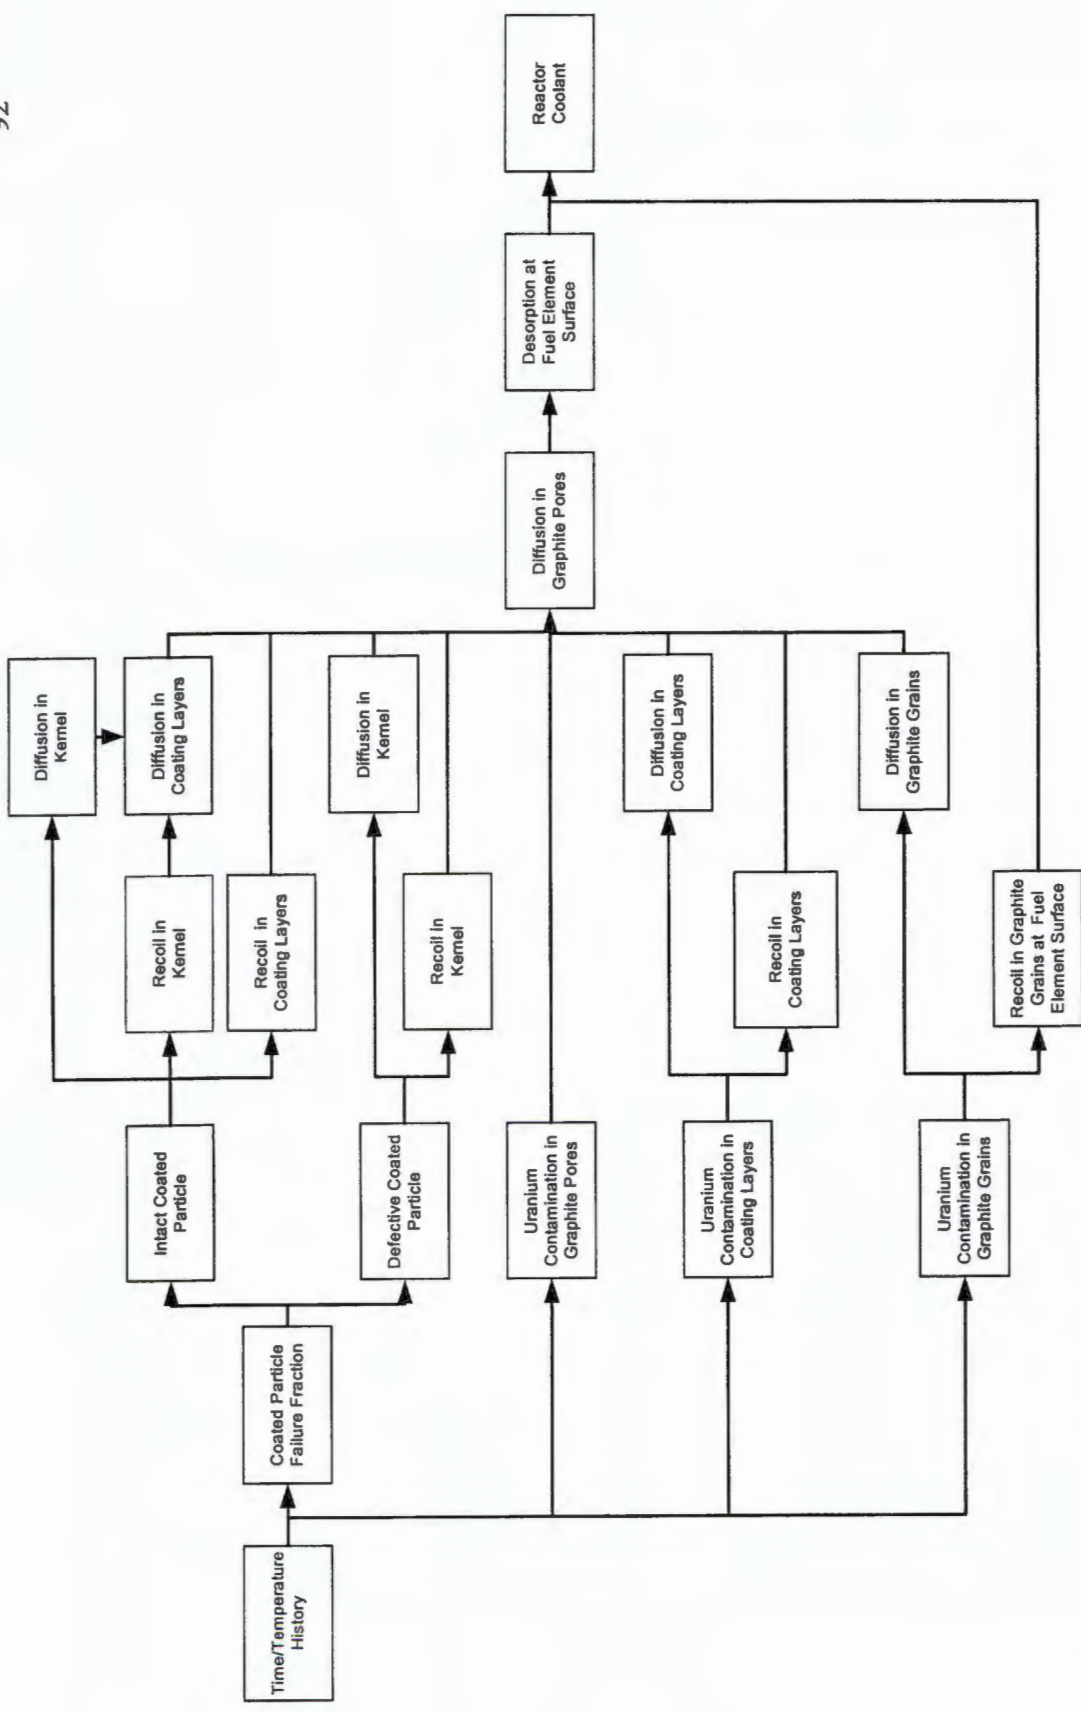 92
Time/Temperature
History
Coated Particle
Failure Fraction
Intact Coated
Particle
Defective Coated
Particle
Uranium
Contamination in
Graphite Pores
Uranium
Contamination in
Coating Layers
Uranium
Contamination in
Graphite Grains
Recoil in
Kernel
Recoil in
Coating Layers
Recoil in
Kernel
Recoil in
Coating Layers
Recoil in Graphite
Grains at Fuel
Element Surface
Diffusion in
Kernel
Diffusion in
Coating Layers
Diffusion in
Kernel
Diffusion in
Coating Layers
Diffusion in
Graphite Grains
Diffusion in
Graphite Pores
Desorption at
Fuel Element
Surface
Reactor
Coolant